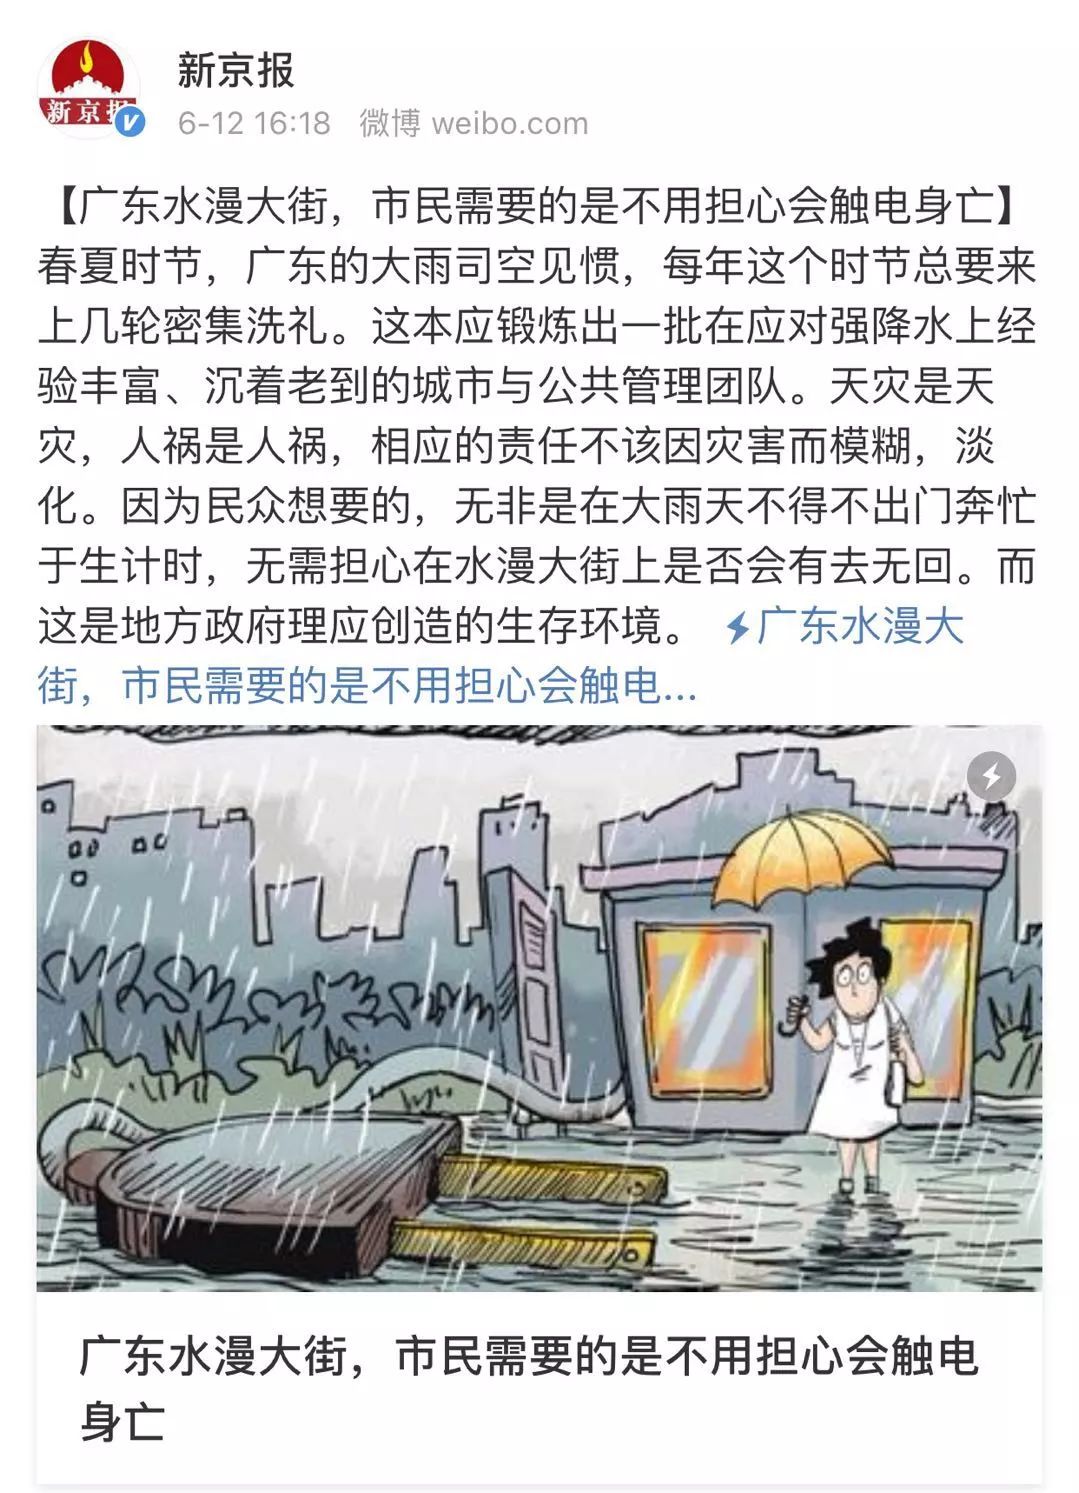 新京报
新京报
6-12 16:18 微博 weibo.com
【广东水漫大街，市民需要的是不用担心会触电身亡】
春夏时节，广东的大雨司空见惯，每年这个时节总要来
上几轮密集洗礼。这本应锻炼出一批在应对强降水上经
验丰富、沉着老到的城市与公共管理团队。天灾是天
灾，人祸是人祸，相应的责任不该因灾害而模糊，淡
化。因为民众想要的，无非是在大雨天不得不出门奔忙
于生计时，无需担心在水漫大街上是否会有去无回。而
这是地方政府理应创造的生存环境。 广东水漫大
街，市民需要的是不用担心会触电...
广东水漫大街，市民需要的是不用担心会触电
身亡